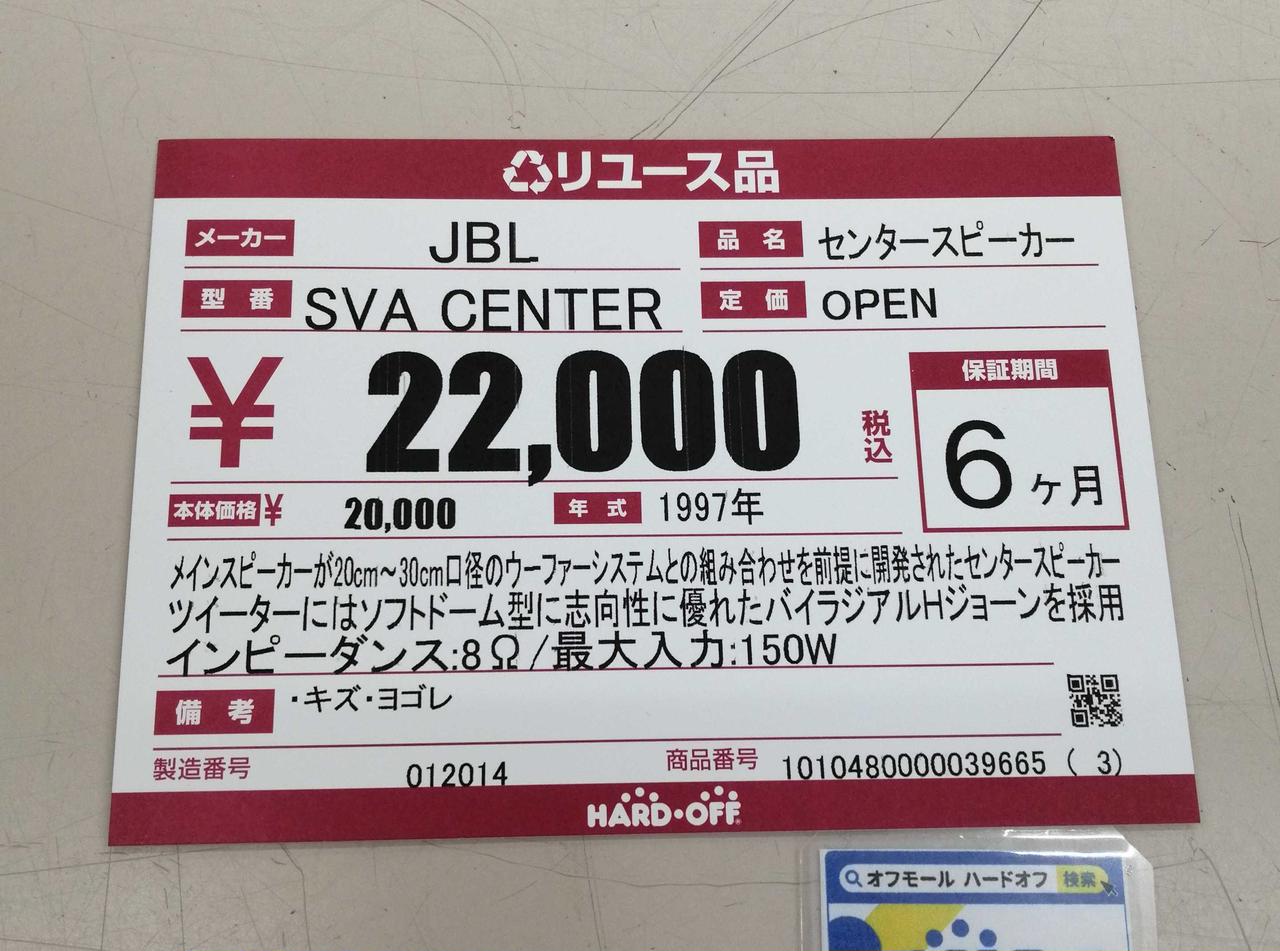 リユース品
メーカー JBL 品名 センタースピーカー
型番 SVA CENTER 定価 OPEN
¥ 22,000 税込
保証期間
6ヶ月
本体価格 ¥ 20,000 年式 1997年
メインスピーカーが20cm~30cm口径のウーファーシステムとの組み合わせを前提に開発されたセンタースピーカー
ツイーターにはソフトドーム型に志向性に優れたバイラジアルHジョーンを採用
インピーダンス:8Ω/最大入力:150W
備考 ・キズ・ヨゴレ
製造番号 012014 商品番号 1010480000039665 ( 3)
HARD・OFF
オフモール ハードオフ 検索